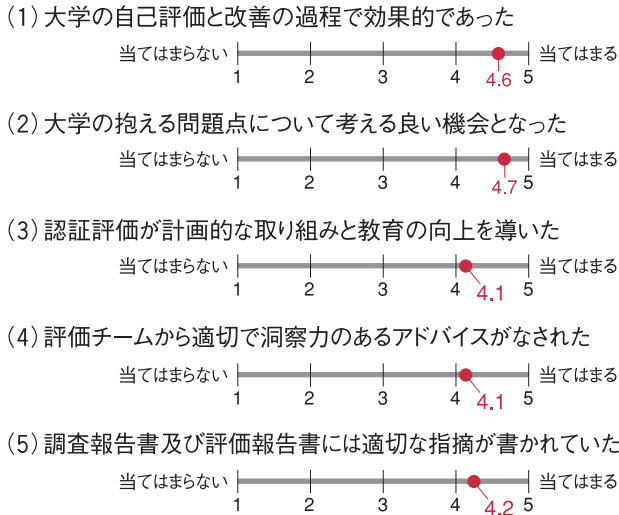 (1)大学の自己評価と改善の過程で効果的であった
当てはまらない 当てはまる
1 2 3 4 4.6 5
(2)大学の抱える問題点について考える良い機会となった
当てはまらない 当てはまる
1 2 3 4 4.7 5
(3)認証評価が計画的な取り組みと教育の向上を導いた
当てはまらない 当てはまる
1 2 3 4 4.1 5
(4)評価チームから適切で洞察力のあるアドバイスがなされた
当てはまらない 当てはまる
1 2 3 4 4.1 5
(5)調査報告書及び評価報告書には適切な指摘が書かれていた
当てはまらない 当てはまる
1 2 3 4 4.2 5